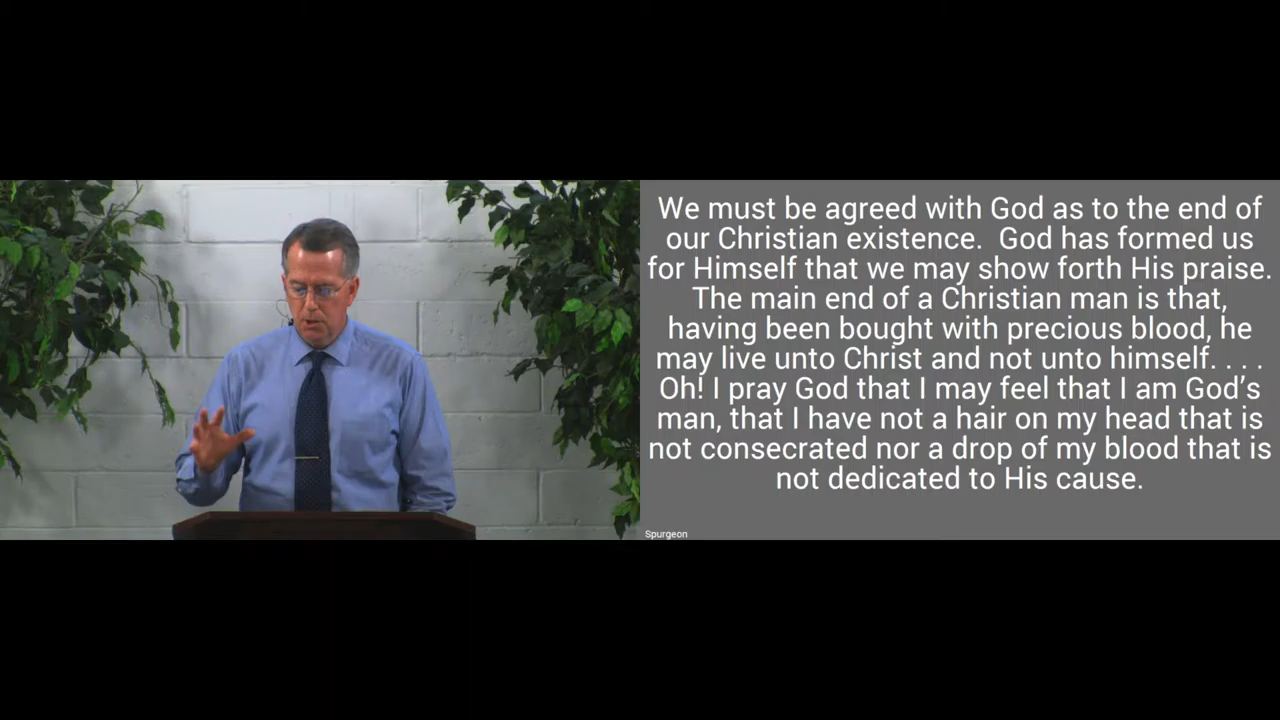 We must be agreed with God as to the end of
our Christian existence.  God has formed us
for Himself that we may show forth His praise.
The main end of a Christian man is that,
having been bought with precious blood, he
may live unto Christ and not unto himself. . . .
Oh! I pray God that I may feel that I am God's
man, that I have not a hair on my head that is
not consecrated nor a drop of my blood that is
not dedicated to His cause.
Spurgeon